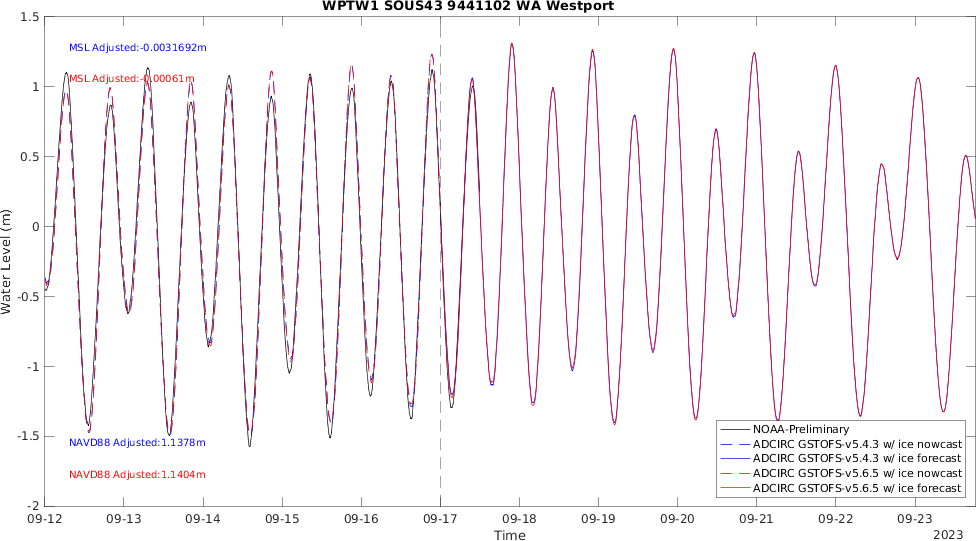 WPTW1 SOUS43 9441102 WA Westport
1.5
1
0.5
0
-0.5
-1
-1.5
-2
Water Level (m)
MSL Adjusted:-0.0031692m
MSL Adjusted:-0.00061m
NAVD88 Adjusted:1.1378m
NAVD88 Adjusted:1.1404m
NOAA-Preliminary
ADCIRC GSTOFS-v5.4.3 w/ ice nowcast
ADCIRC GSTOFS-v5.4.3 w/ ice forecast
ADCIRC GSTOFS-v5.6.5 w/ ice nowcast
ADCIRC GSTOFS-v5.6.5 w/ ice forecast
09-12 09-13 09-14 09-15 09-16 09-17 09-18 09-19 09-20 09-21 09-22 09-23
Time
2023